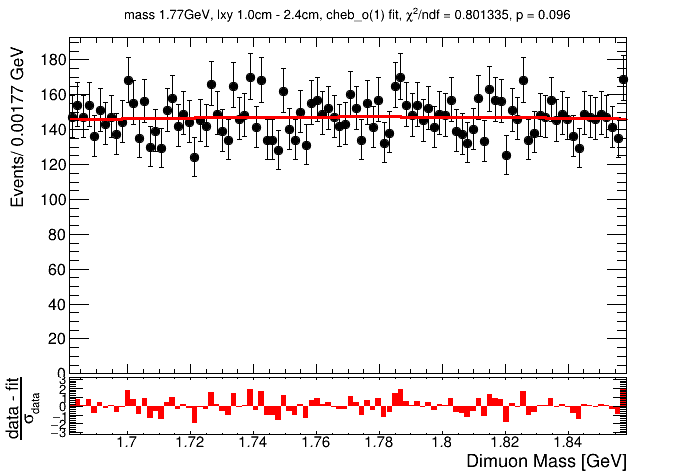 mass 1.77GeV, lxy 1.0cm - 2.4cm, cheb_o(1) fit, χ²/ndf = 0.801335, p = 0.096
Events/ 0.00177 GeV
180
160
140
120
100
80
60
40
20
0
data - fit
σdata
3
2
1
0
−1
−2
−3
1.7 1.72 1.74 1.76 1.78 1.8 1.82 1.84
Dimuon Mass [GeV]